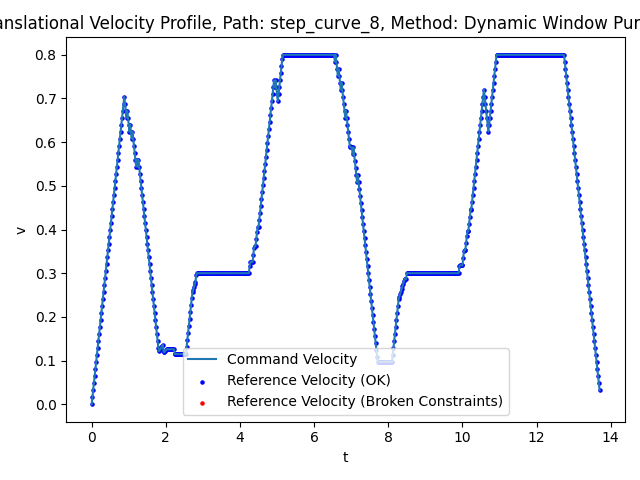 anslational Velocity Profile, Path: step_curve_8, Method: Dynamic Window Pur
0.8
0.7
0.6
0.5
0.4
0.3
0.2
0.1
0.0
v
Command Velocity
Reference Velocity (OK)
Reference Velocity (Broken Constraints)
0 2 4 6 8 10 12 14
t